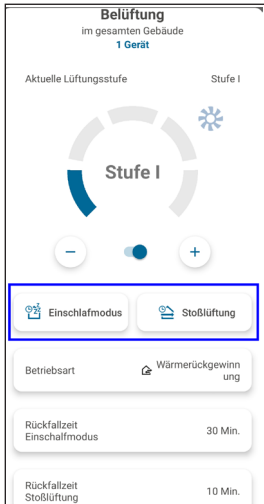 Belüftung
im gesamten Gebäude
1 Gerät
Aktuelle Lüftungsstufe Stufe I
Stufe I
Einschlafmodus Stoßlüftung
Betriebsart Wärmerückgewinn
ung
Rückfallzeit
Einschalfmodus 30 Min.
Rückfallzeit
Stoßlüftung 10 Min.